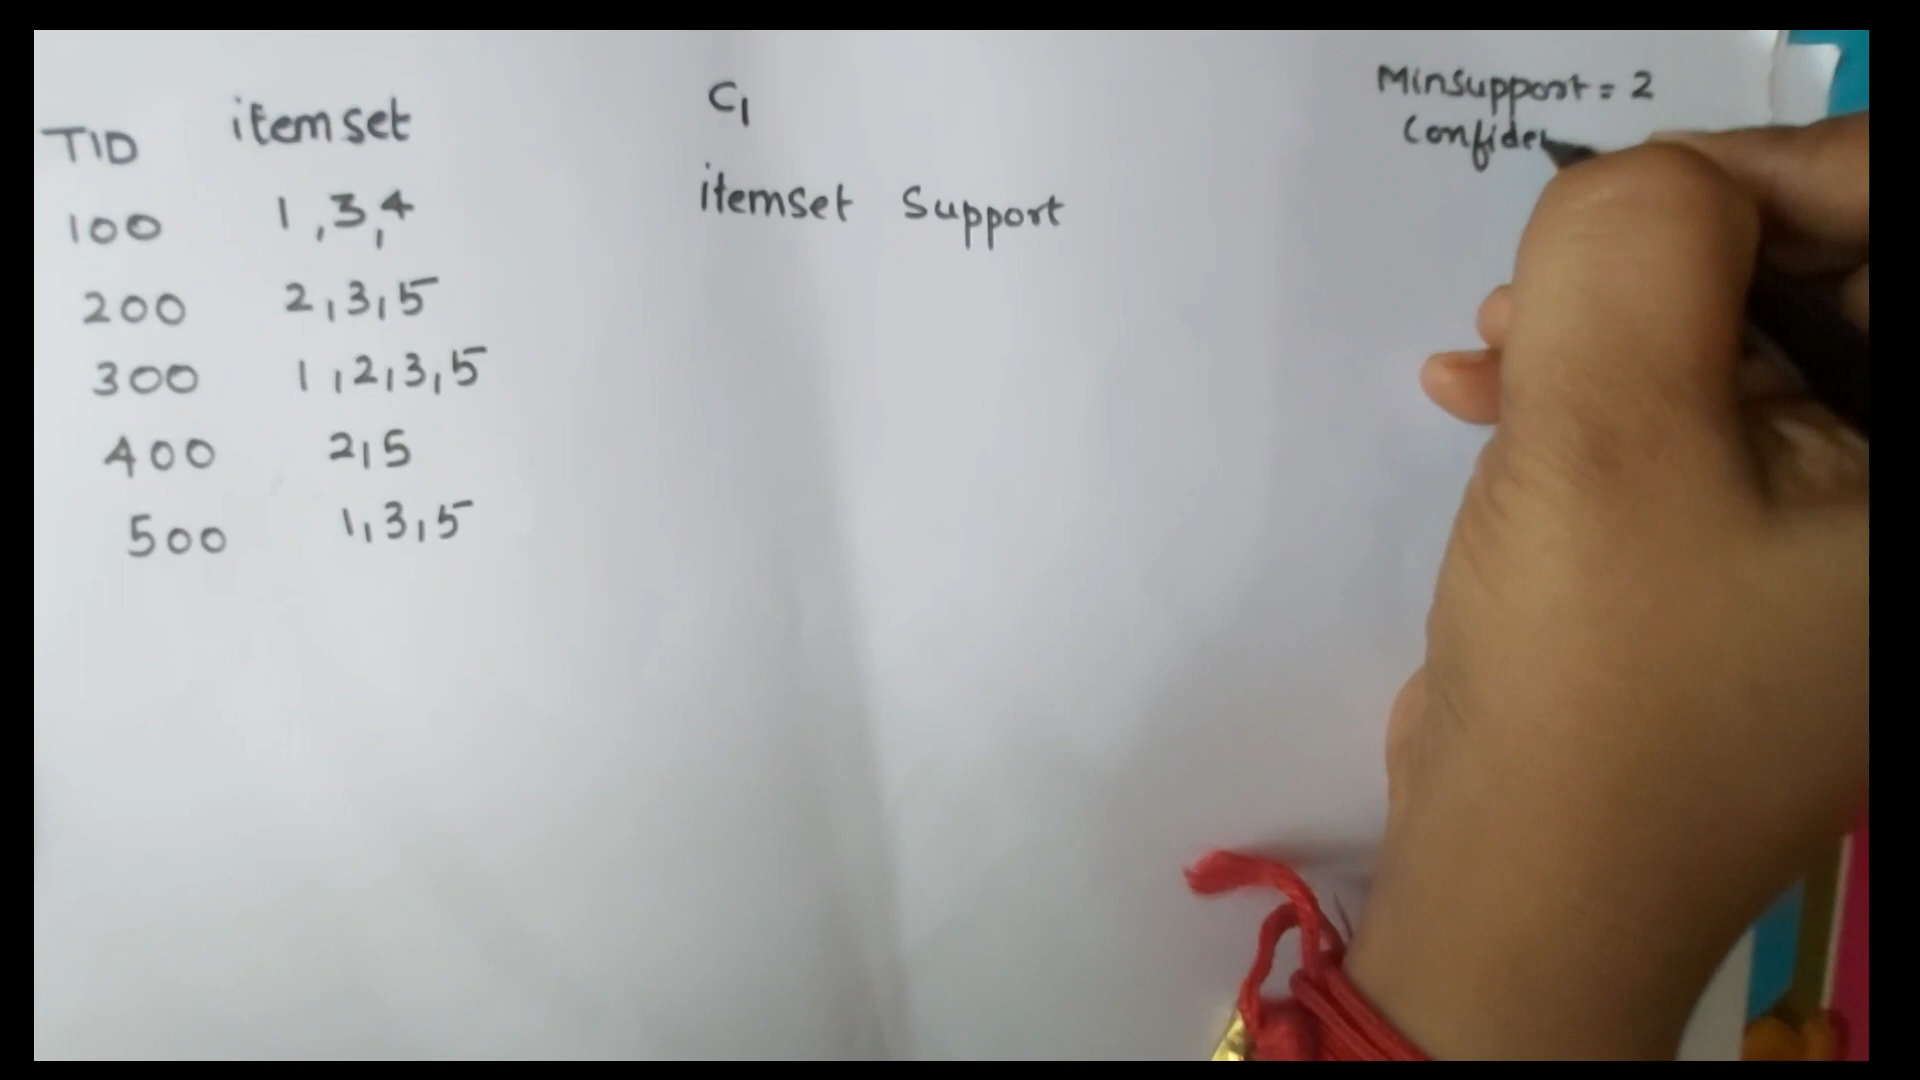 TID itemset
100 1,3,4
200 2,3,5
300 1,2,3,5
400 2,5
500 1,3,5
C1
itemset Support
Minsupport = 2
Confide